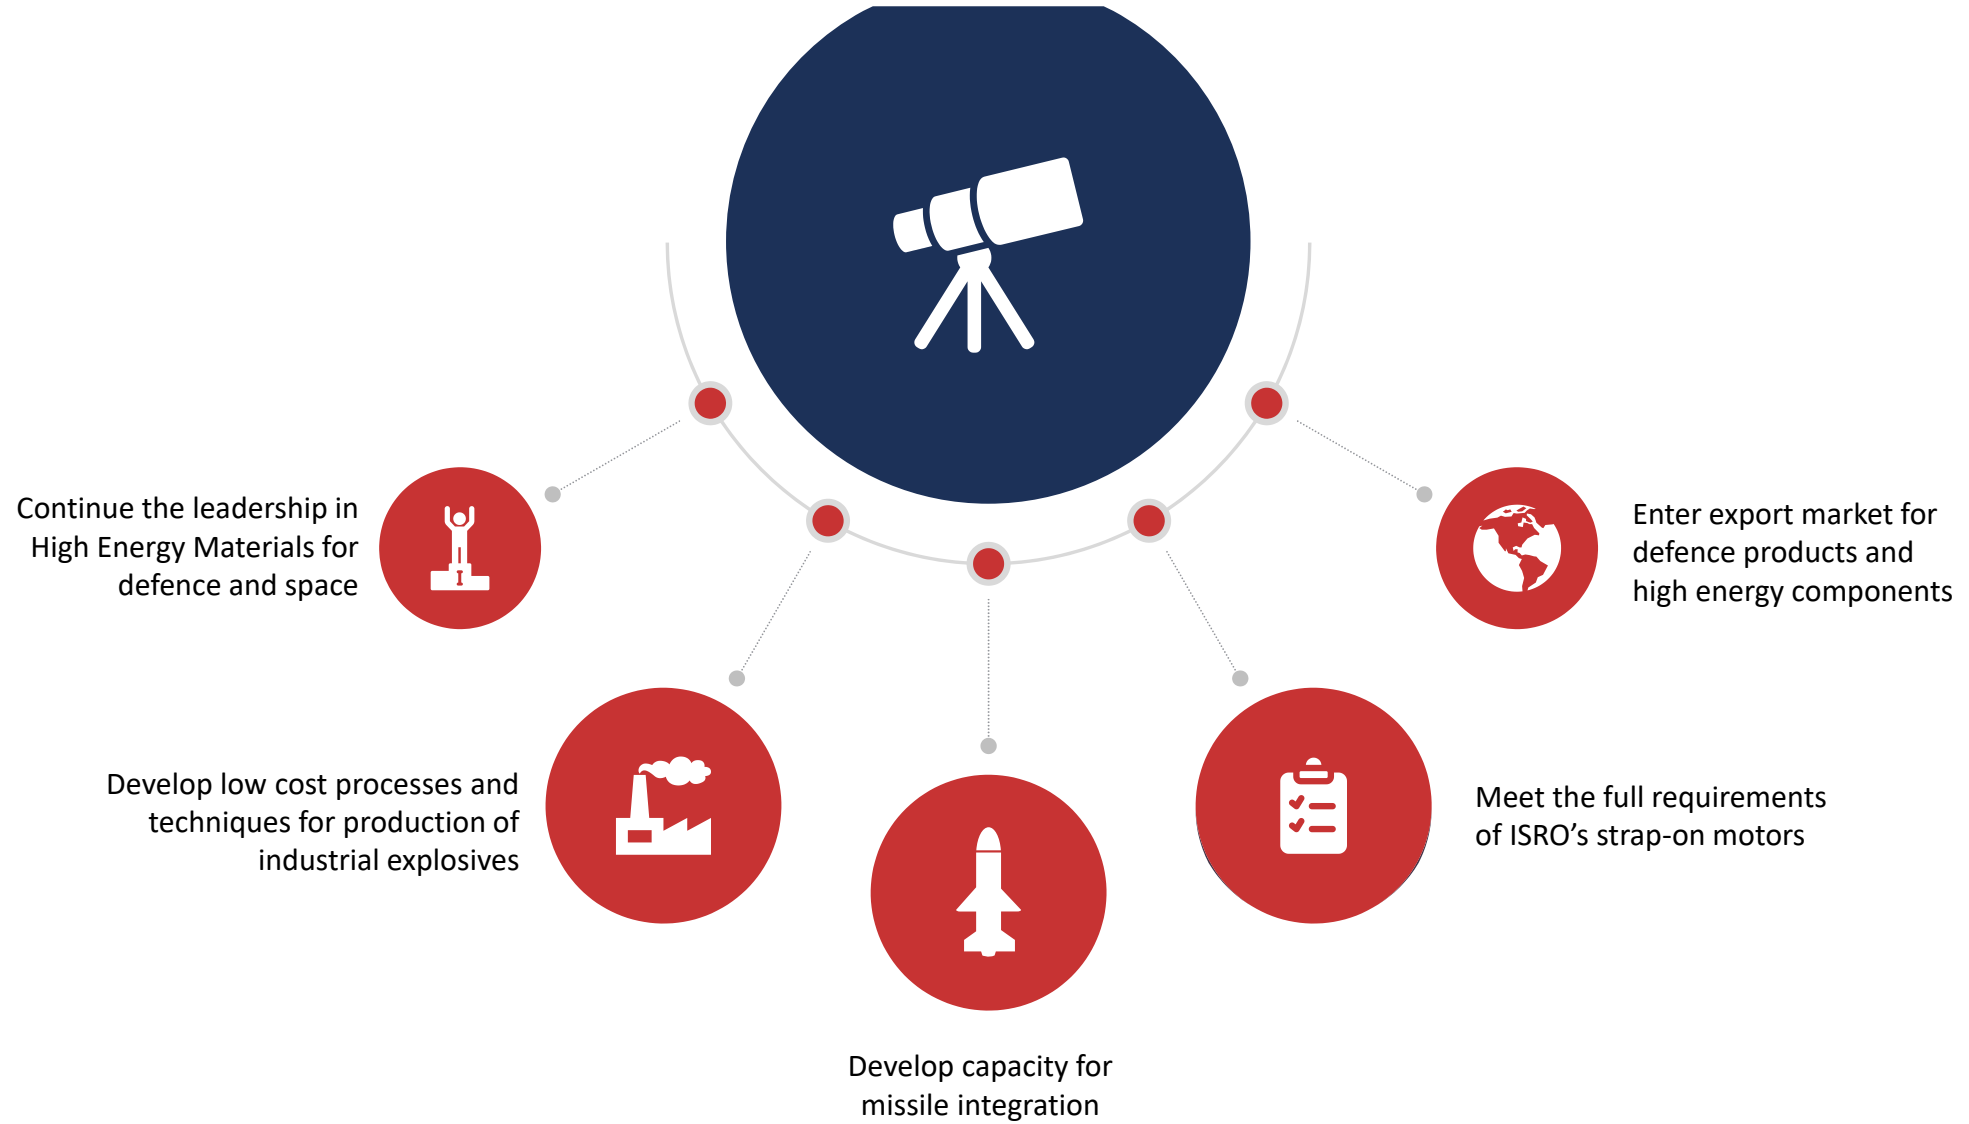 Continue the leadership in
High Energy Materials for
defence and space
Develop low cost processes and
techniques for production of
industrial explosives
Develop capacity for
missile integration
Meet the full requirements
of ISRO’s strap-on motors
Enter export market for
defence products and
high energy components